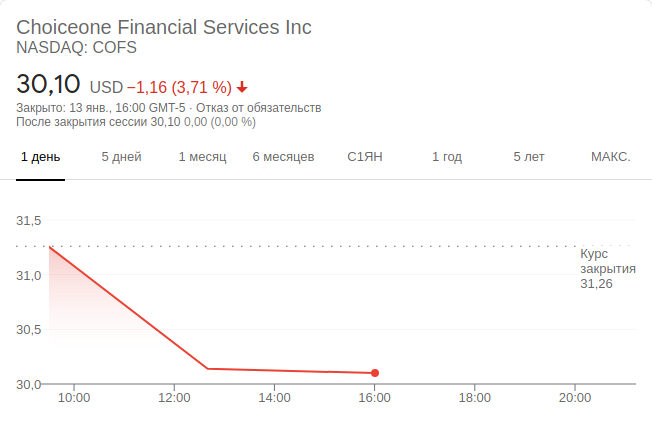 Choiceone Financial Services Inc
NASDAQ: COFS
30,10 USD −1,16 (3,71 %)
Закрыто: 13 янв., 16:00 GMT-5 · Отказ от обязательств
После закрытия сессии 30,10 0,00 (0,00 %)
1 день 5 дней 1 месяц 6 месяцев С1ЯН 1 год 5 лет МАКС.
31,5
Курс
закрытия
31,26
31,0
30,5
30,0
10:00 12:00 14:00 16:00 18:00 20:00